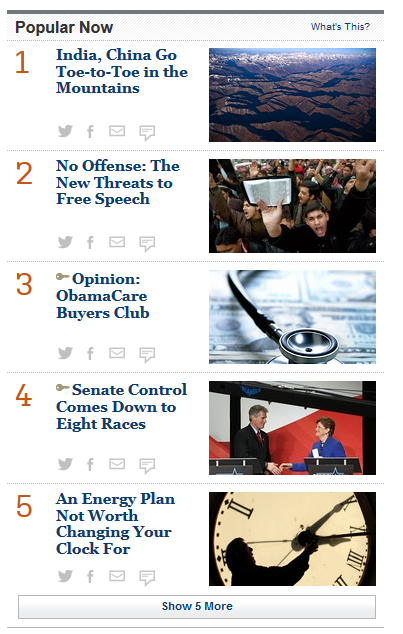 Popular Now
What's This?
1
India, China Go
Toe-to-Toe in the
Mountains
2
No Offense: The
New Threats to
Free Speech
3
Opinion:
ObamaCare
Buyers Club
4
Senate Control
Comes Down to
Eight Races
5
An Energy Plan
Not Worth
Changing Your
Clock For
Show 5 More